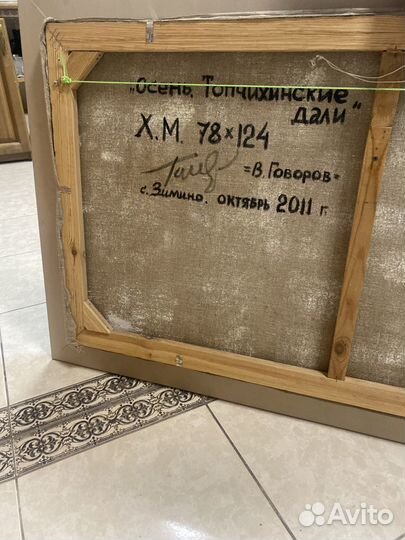 „Осень. Топчихинские
дали"
Х.М. 78×124
=В.Говоров=
с. Зимино. октябрь 2011 г.
Avito